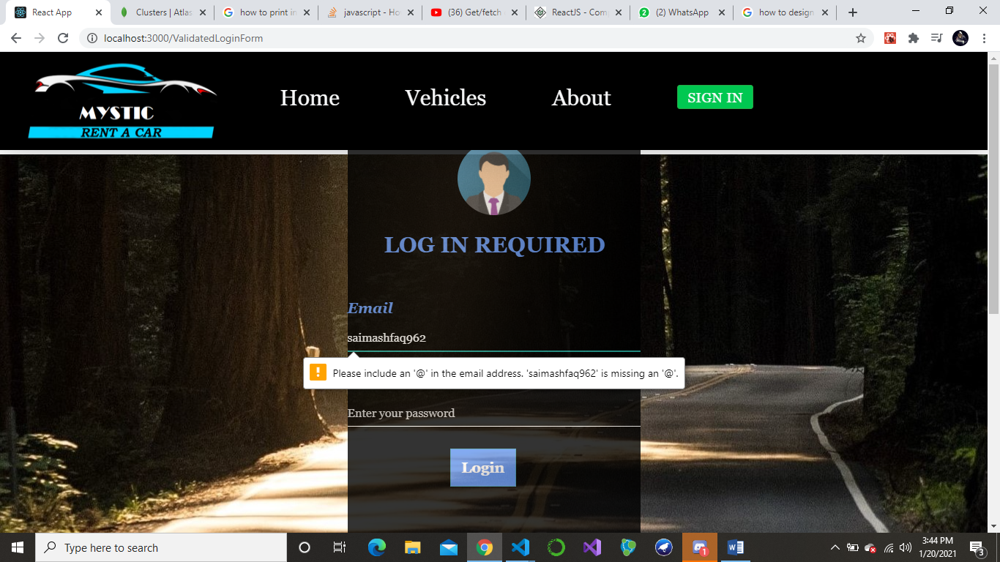 React App
Clusters | Atlas
how to print in
javascript - Ho
(36) Get/fetch
ReactJS - Comp
(2) WhatsApp
how to design
localhost:3000/ValidatedLoginForm
MYSTIC
RENT A CAR
Home
Vehicles
About
SIGN IN
LOG IN REQUIRED
Email
saimashfaq962
Please include an '@' in the email address. 'saimashfaq962' is missing an '@'.
Enter your password
Login
Type here to search
1
3:44 PM
1/20/2021
3